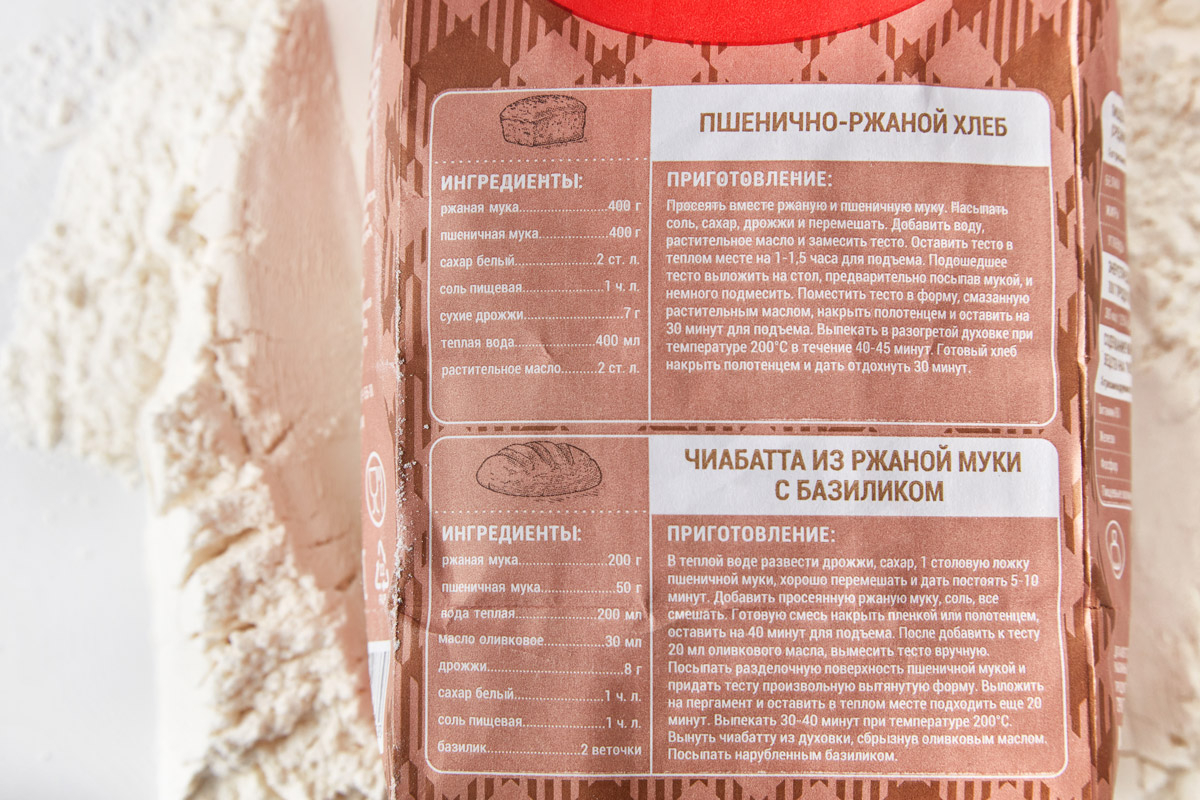 ПШЕНИЧНО-РЖАНОЙ ХЛЕБ
ИНГРЕДИЕНТЫ:
ржаная мука..............400 г
пшеничная мука..............400 г
сахар белый..............2 ст. л.
соль пищевая..............1 ч. л.
сухие дрожжи..............7 г
теплая вода..............400 мл
растительное масло........2 ст. л.
ПРИГОТОВЛЕНИЕ:
Просеять вместе ржаную и пшеничную муку. Насыпать
соль, сахар, дрожжи и перемешать. Добавить воду,
растительное масло и замесить тесто. Оставить тесто в
теплом месте на 1-1,5 часа для подъема. Подошедшее
тесто выложить на стол, предварительно посыпав мукой, и
немного подмесить. Поместить тесто в форму, смазанную
растительным маслом, накрыть полотенцем и оставить на
30 минут для подъема. Выпекать в разогретой духовке при
температуре 200°С в течение 40-45 минут. Готовый хлеб
накрыть полотенцем и дать отдохнуть 30 минут.
ЧИАБАТТА ИЗ РЖАНОЙ МУКИ
С БАЗИЛИКОМ
ИНГРЕДИЕНТЫ:
ржаная мука..............200 г
пшеничная мука..............50 г
вода теплая..............200 мл
масло оливковое..............30 мл
дрожжи..............8 г
сахар белый..............1 ч. л.
соль пищевая..............1 ч. л.
базилик..............2 веточки
ПРИГОТОВЛЕНИЕ:
В теплой воде развести дрожжи, сахар, 1 столовую ложку
пшеничной муки, хорошо перемешать и дать постоять 5-10
минут. Добавить просеянную ржаную муку, соль, все
смешать. Готовую смесь накрыть пленкой или полотенцем,
оставить на 40 минут для подъема. После добавить к тесту
20 мл оливкового масла, вымесить тесто вручную.
Посыпать разделочную поверхность пшеничной мукой и
придать тесту произвольную вытянутую форму. Выложить
на пергамент и оставить в теплом месте подходить еще 20
минут. Выпекать 30-40 минут при температуре 200°С.
Вынуть чиабатту из духовки, сбрызнув оливковым маслом.
Посыпать нарубленным базиликом.